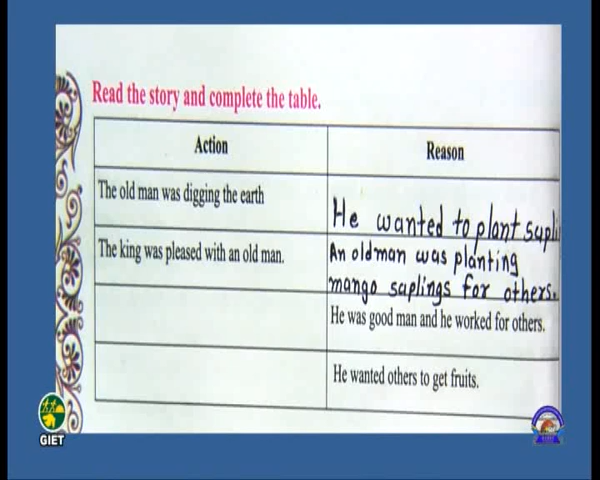 Read the story and complete the table.
Action
Reason
The old man was digging the earth
He wanted to plant sapli
The king was pleased with an old man.
An oldman was planting
mango saplings for others.
He was good man and he worked for others.
He wanted others to get fruits.
GIET